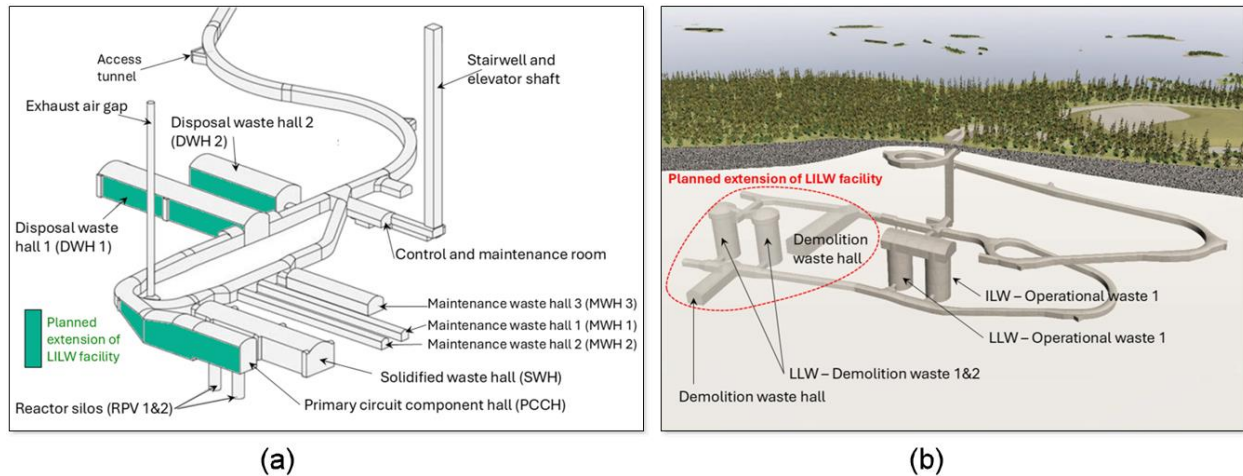 Access
tunnel
Stairwell and
elevator shaft
Exhaust air gap
Disposal waste hall 2
(DWH 2)
Disposal waste
hall 1 (DWH 1)
Control and maintenance room
Maintenance waste hall 3 (MWH 3)
Maintenance waste hall 1 (MWH 1)
Maintenance waste hall 2 (MWH 2)
Planned
extension of
LILW facility
Solidified waste hall (SWH)
Reactor silos (RPV 1&2)
Primary circuit component hall (PCCH)
(a)
Planned extension of LILW facility
Demolition
waste hall
ILW – Operational waste 1
LLW – Operational waste 1
LLW – Demolition waste 1&2
Demolition waste hall
(b)